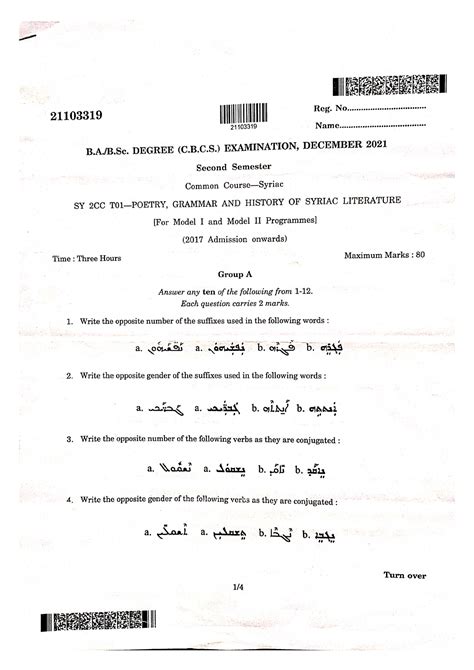 21103319
21103319
Reg. No
Name
B.A./B.Sc. DEGREE (C.B.C.S.) EXAMINATION, DECEMBER 2021
Second Semester
Common Course—Syriac
SY 2CC T01—POETRY, GRAMMAR AND HISTORY OF SYRIAC LITERATURE
[For Model I and Model II Programmes]
(2017 Admission onwards)
Time : Three Hours
Maximum Marks : 80
Group A
Answer any ten of the following from 1-12.
Each question carries 2 marks.
1. Write the opposite number of the suffixes used in the following words :
a. a. b. b.
2. Write the opposite gender of the suffixes used in the following words :
a. a. b. b.
3. Write the opposite number of the following verbs as they are conjugated :
a. a. b. b.
4. Write the opposite gender of the following verbs as they are conjugated :
a. a. b. b.
Turn over
1/4